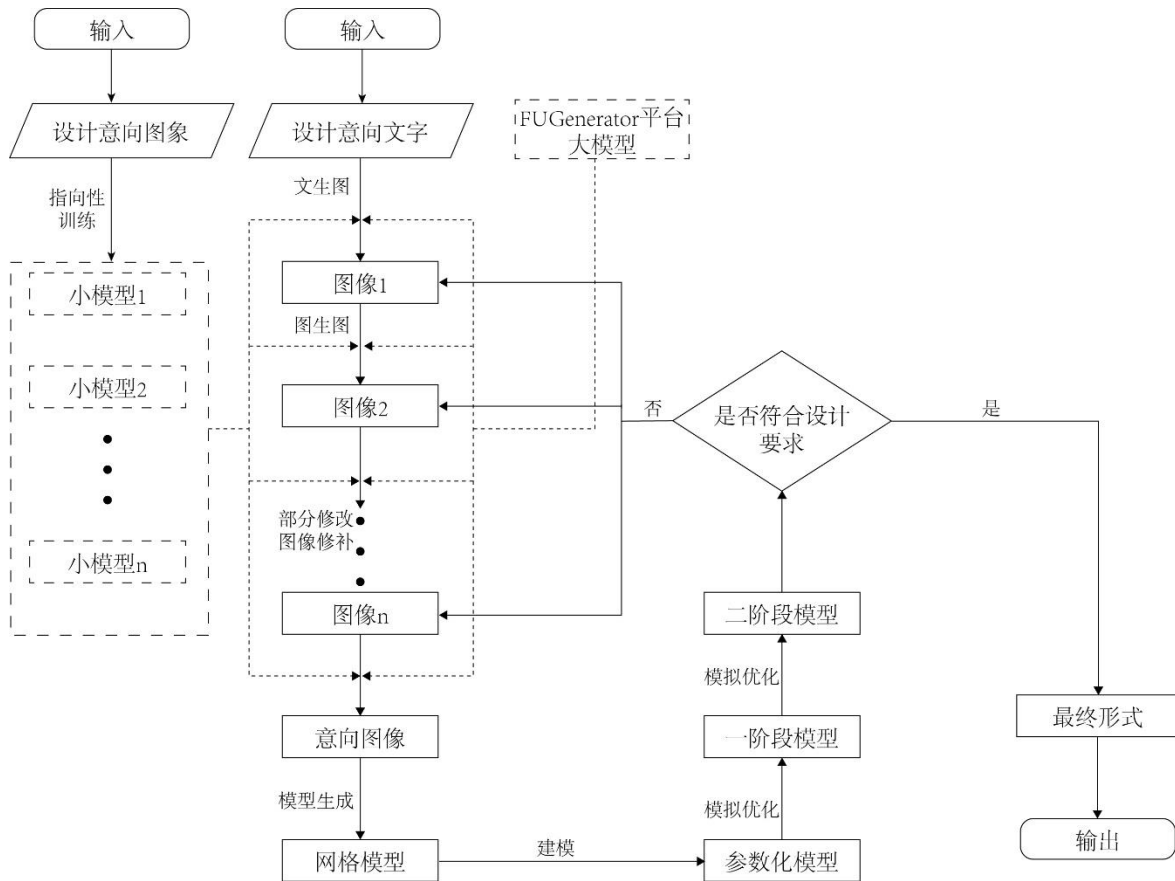 输入
输入
设计意向图象
设计意向文字
FUGenerator平台
大模型
指向性
训练
文生图
小模型1
图像1
图生图
小模型2
图像2
否
是否符合设计
要求
是
部分修改
图像修补
小模型n
图像n
二阶段模型
模拟优化
意向图像
一阶段模型
最终形式
模型生成
模拟优化
网格模型
建模
参数化模型
输出